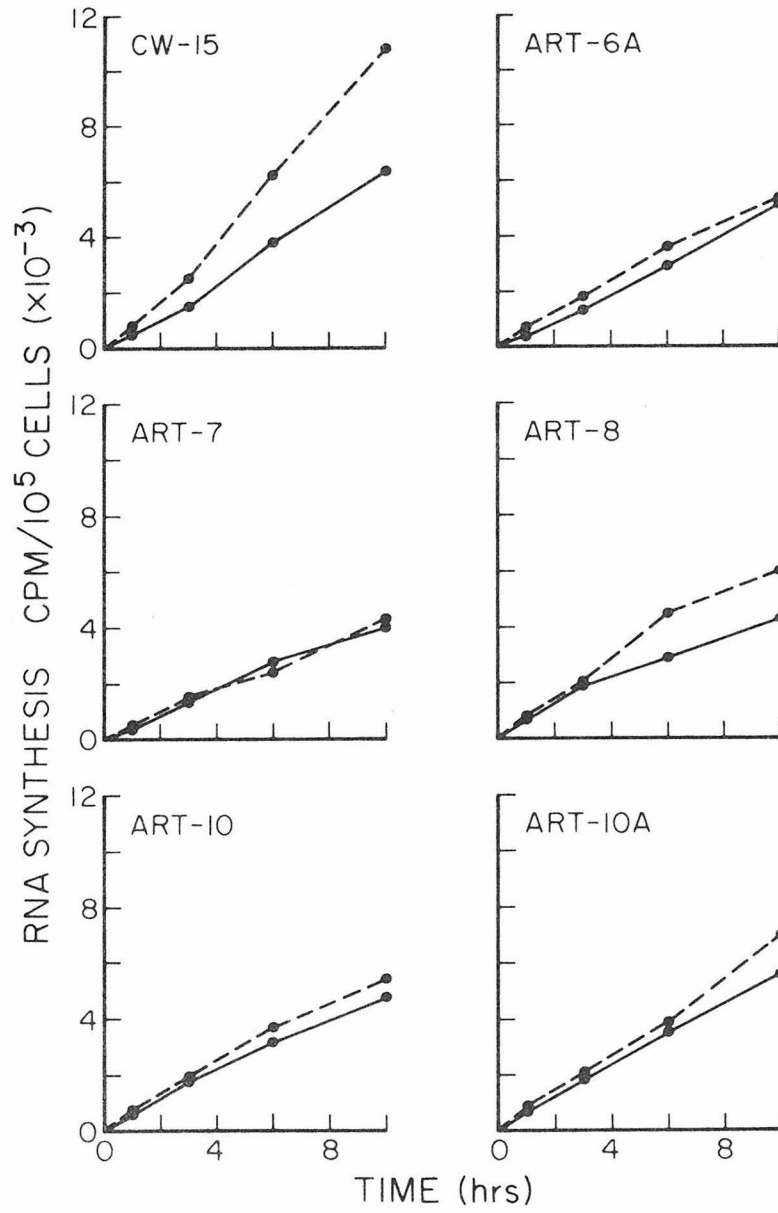 RNA SYNTHESIS CPM/10⁵ CELLS (×10⁻³)
CW-15
12
8
4
0
ART-6A
ART-7
12
8
4
0
ART-8
ART-10
12
8
4
0
0 4 8
ART-10A
0 4 8
TIME (hrs)